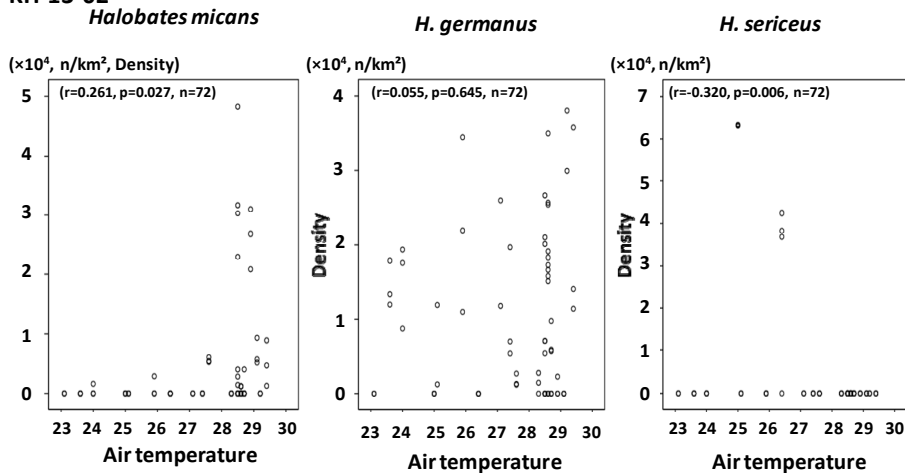 Halobates micans
H. germanus
H. sericeus
(×10⁴, n/km², Density)
(×10⁴, n/km²)
(×10⁴, n/km²)
(r=0.261, p=0.027, n=72)
(r=0.055, p=0.645, n=72)
(r=-0.320, p=0.006, n=72)
5
4
3
2
1
0
Density
4
3
2
1
0
Density
7
6
5
4
3
2
1
0
23 24 25 26 27 28 29 30
23 24 25 26 27 28 29 30
23 24 25 26 27 28 29 30
Air temperature
Air temperature
Air temperature